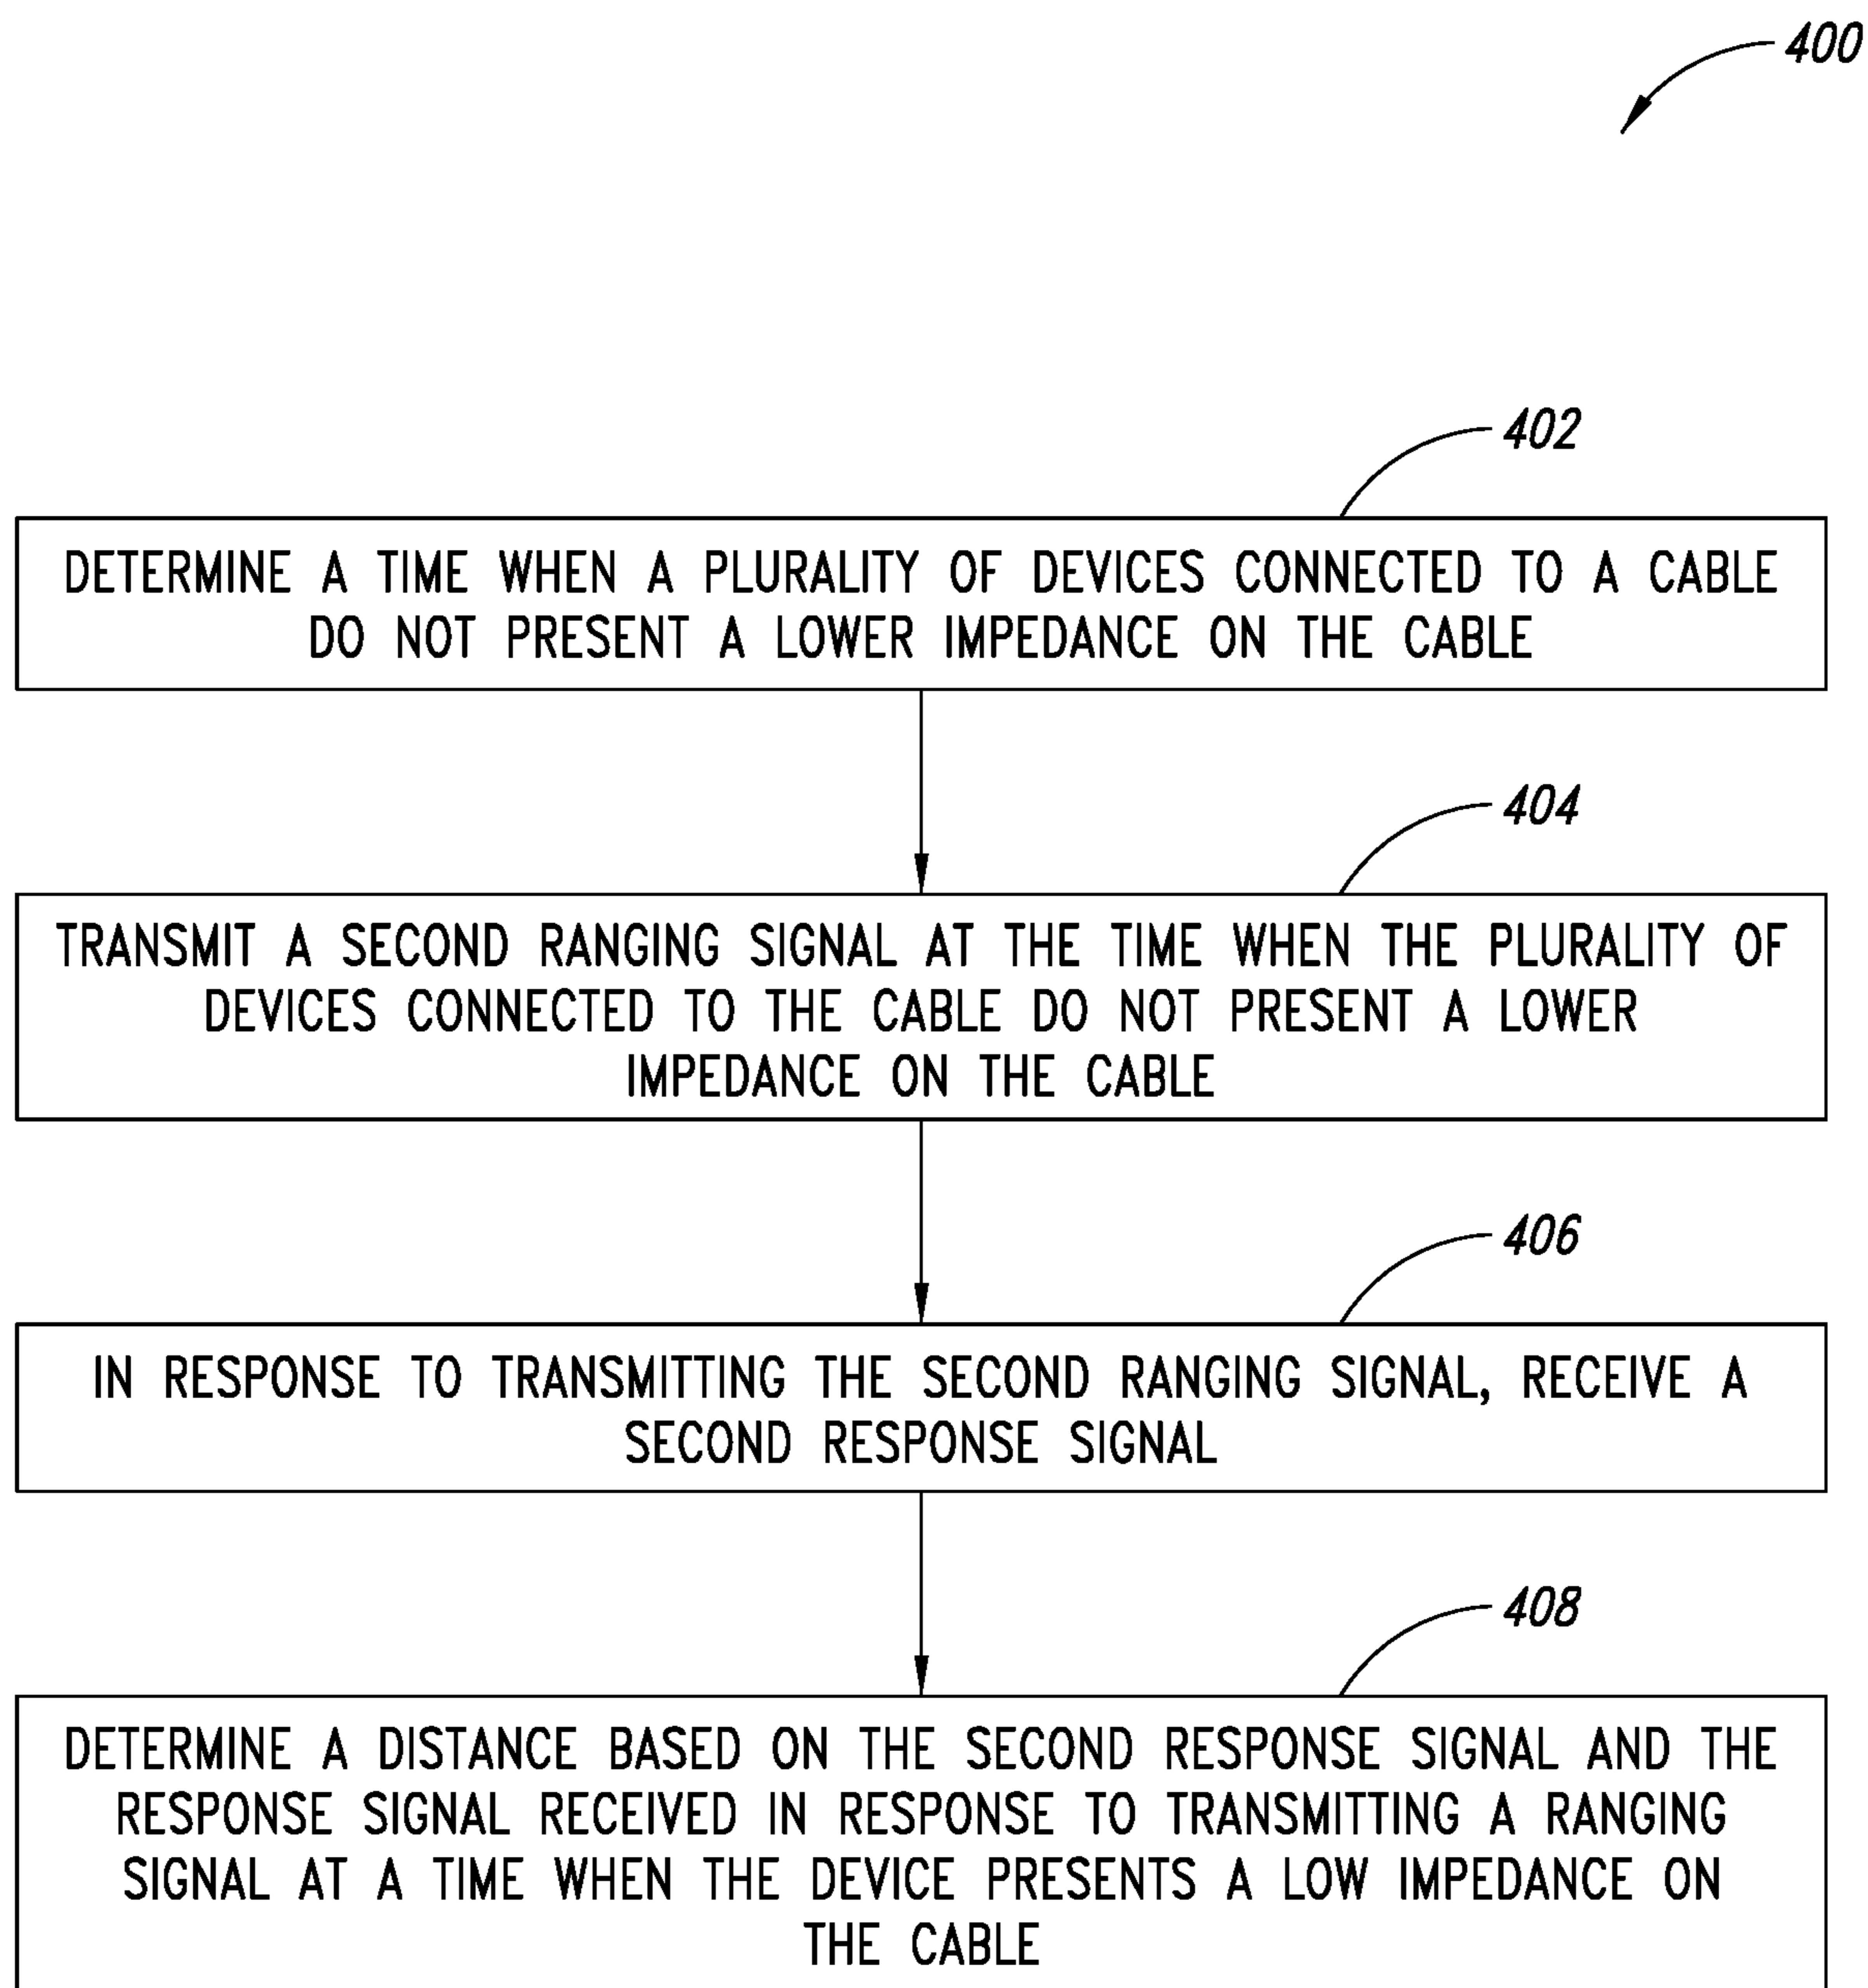 400
402
DETERMINE A TIME WHEN A PLURALITY OF DEVICES CONNECTED TO A CABLE
DO NOT PRESENT A LOWER IMPEDANCE ON THE CABLE
404
TRANSMIT A SECOND RANGING SIGNAL AT THE TIME WHEN THE PLURALITY OF
DEVICES CONNECTED TO THE CABLE DO NOT PRESENT A LOWER
IMPEDANCE ON THE CABLE
406
IN RESPONSE TO TRANSMITTING THE SECOND RANGING SIGNAL, RECEIVE A
SECOND RESPONSE SIGNAL
408
DETERMINE A DISTANCE BASED ON THE SECOND RESPONSE SIGNAL AND THE
RESPONSE SIGNAL RECEIVED IN RESPONSE TO TRANSMITTING A RANGING
SIGNAL AT A TIME WHEN THE DEVICE PRESENTS A LOW IMPEDANCE ON
THE CABLE